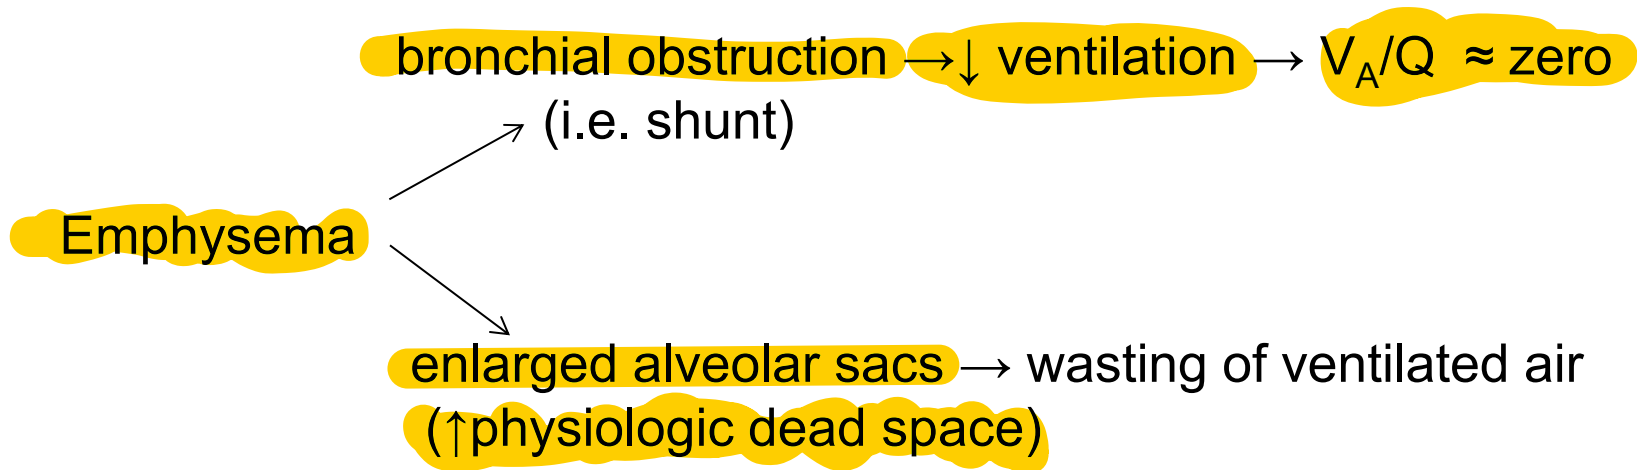 bronchial obstruction →↓ ventilation → VA/Q ≈ zero
(i.e. shunt)
Emphysema
enlarged alveolar sacs → wasting of ventilated air
(↑physiologic dead space)